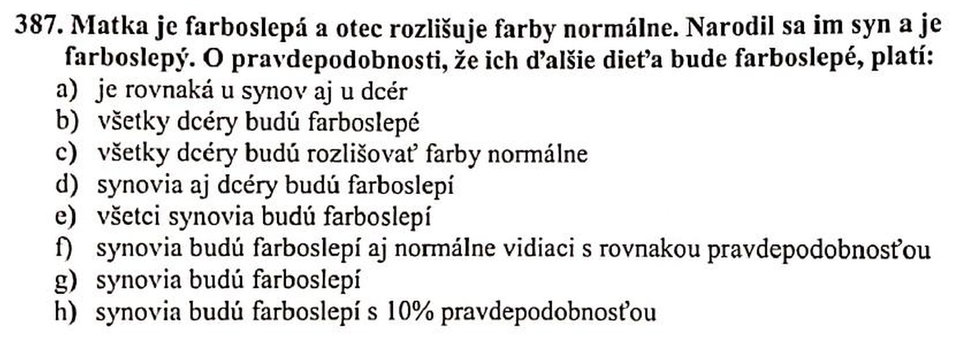 387. Matka je farboslepá a otec rozlišuje farby normálne. Narodil sa im syn a je
farboslepý. O pravdepodobnosti, že ich ďalšie dieťa bude farboslepé, platí:
a) je rovnaká u synov aj u dcér
b) všetky dcéry budú farboslepé
c) všetky dcéry budú rozlišovať farby normálne
d) synovia aj dcéry budú farboslepí
e) všetci synovia budú farboslepí
f) synovia budú farboslepí aj normálne vidiaci s rovnakou pravdepodobnosťou
g) synovia budú farboslepí
h) synovia budú farboslepí s 10% pravdepodobnosťou